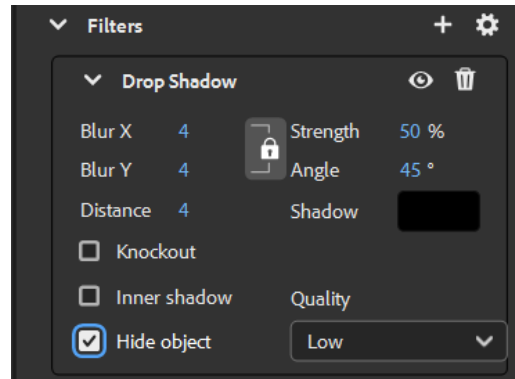 Filters
Drop Shadow
Blur X 4 Strength 50 %
Blur Y 4 Angle 45 °
Distance 4 Shadow
Knockout
Inner shadow Quality
Hide object Low